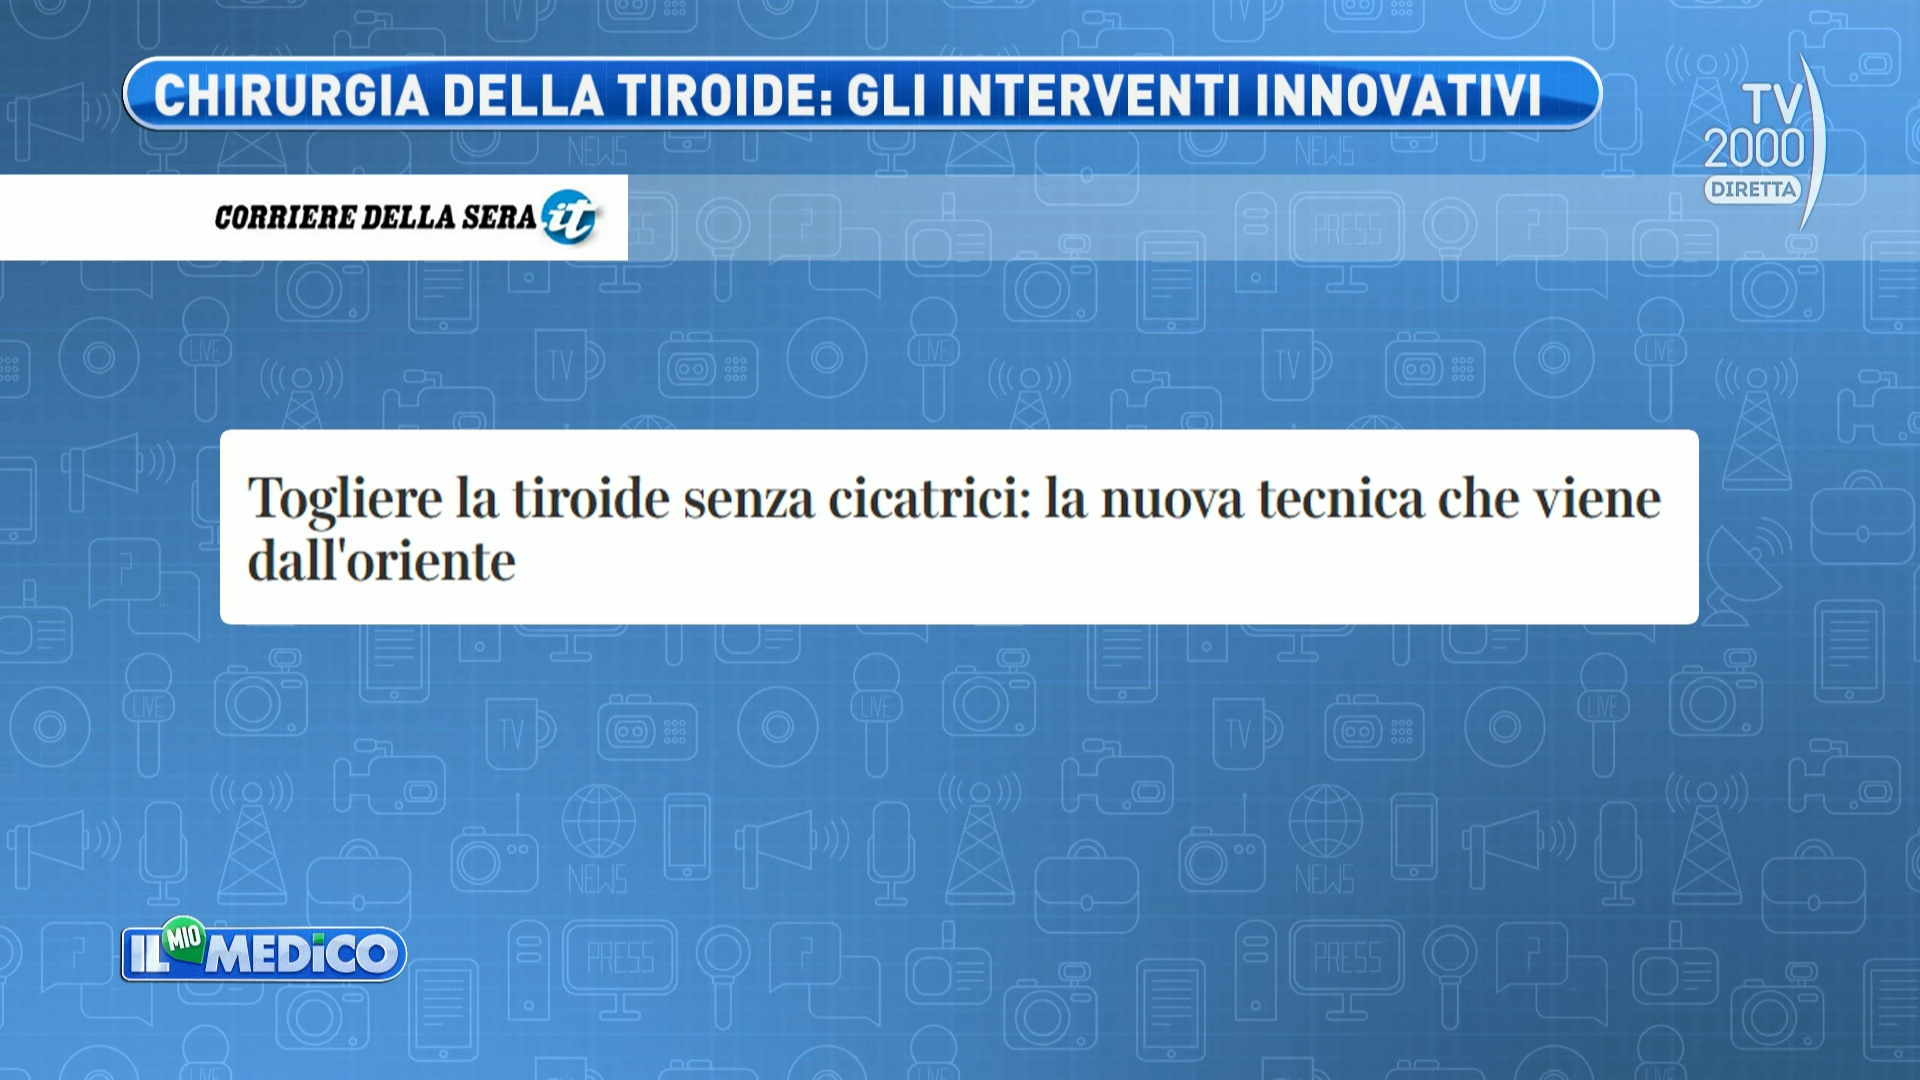 CHIRURGIA DELLA TIROIDE: GLI INTERVENTI INNOVATIVI
TV
2000
DIRETTA
CORRIERE DELLA SERA it
Togliere la tiroide senza cicatrici: la nuova tecnica che viene
dall'oriente
IL MIO MEDICO